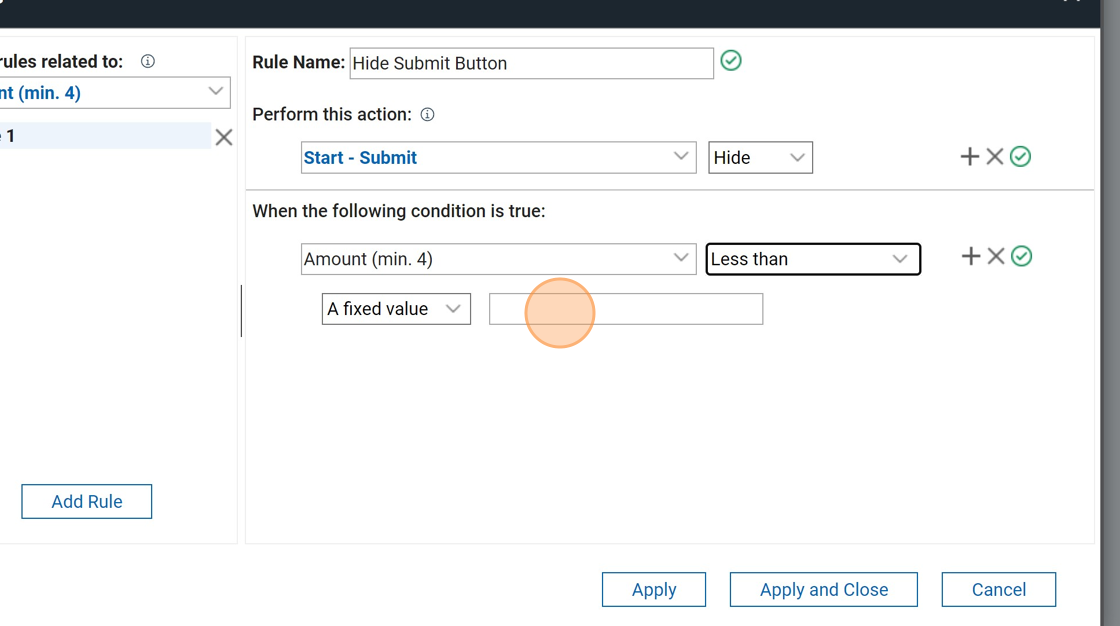 rules related to:
nt (min. 4)
e 1
Add Rule
Rule Name: Hide Submit Button
Perform this action:
Start - Submit Hide
When the following condition is true:
Amount (min. 4) Less than
A fixed value
Apply Apply and Close Cancel